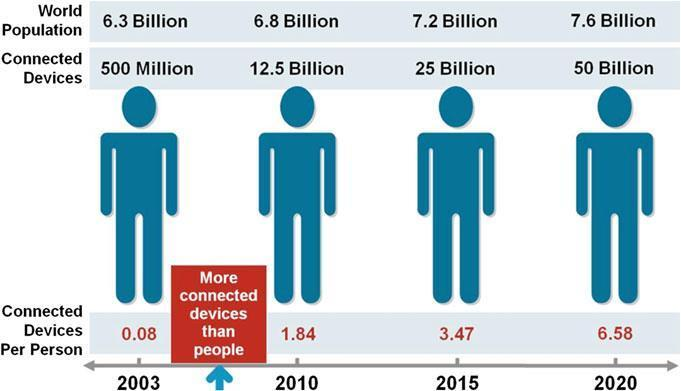 World
Population
6.3 Billion 6.8 Billion 7.2 Billion 7.6 Billion
Connected
Devices
500 Million 12.5 Billion 25 Billion 50 Billion
More
connected
devices
than
people
Connected
Devices
Per Person
0.08 1.84 3.47 6.58
2003 2010 2015 2020